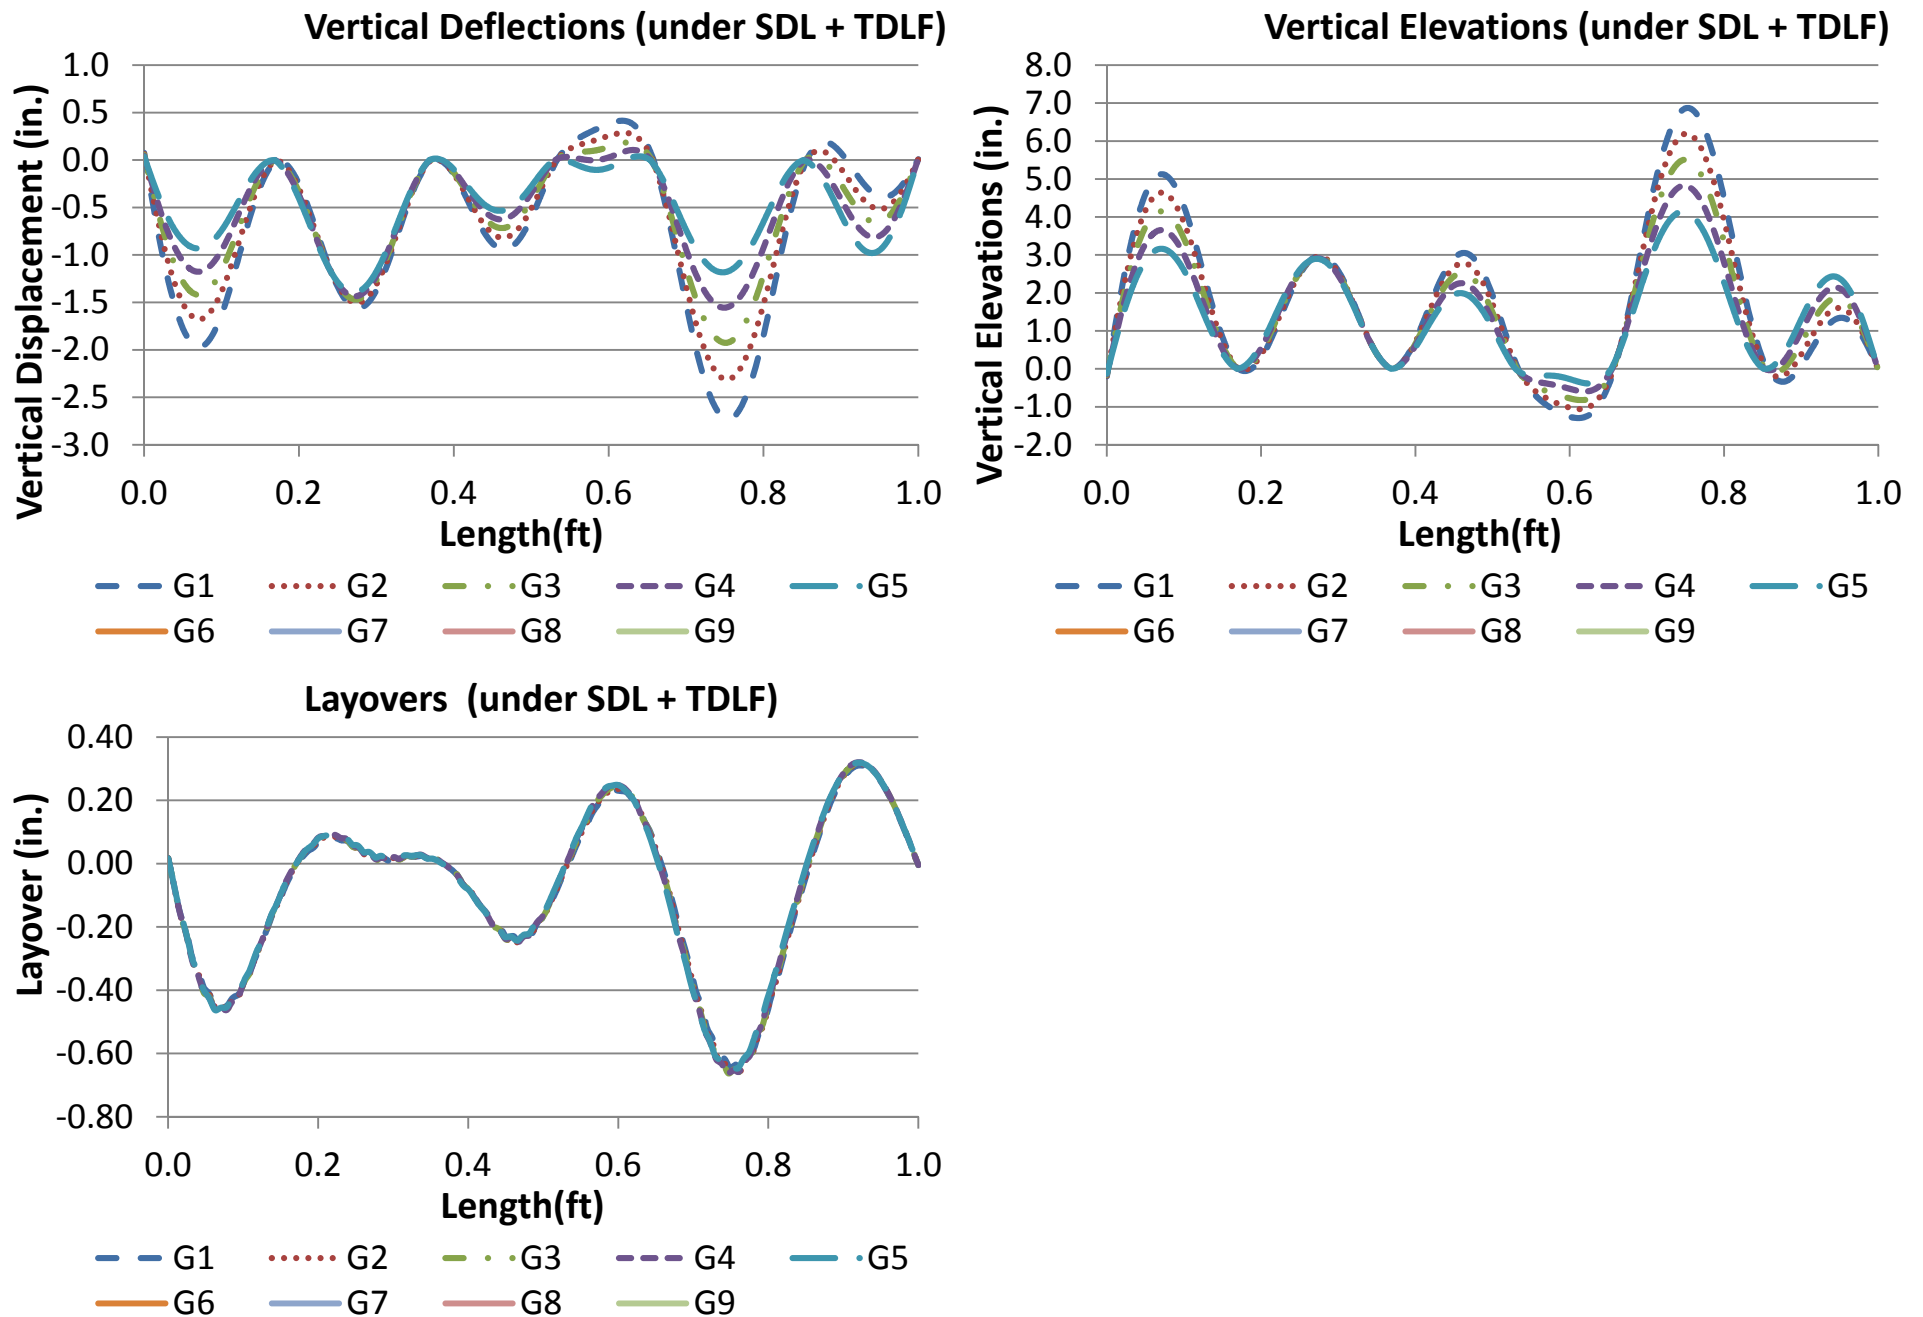 Vertical Deflections (under SDL + TDLF)
Vertical Displacement (in.)
1.0
0.5
0.0
-0.5
-1.0
-1.5
-2.0
-2.5
-3.0
0.0 0.2 0.4 0.6 0.8 1.0
Length(ft)
G1 G2 G3 G4 G5
G6 G7 G8 G9
Vertical Elevations (under SDL + TDLF)
Vertical Elevations (in.)
8.0
7.0
6.0
5.0
4.0
3.0
2.0
1.0
0.0
-1.0
-2.0
0.0 0.2 0.4 0.6 0.8 1.0
Length(ft)
G1 G2 G3 G4 G5
G6 G7 G8 G9
Layovers (under SDL + TDLF)
Layover (in.)
0.40
0.20
0.00
-0.20
-0.40
-0.60
-0.80
0.0 0.2 0.4 0.6 0.8 1.0
Length(ft)
G1 G2 G3 G4 G5
G6 G7 G8 G9